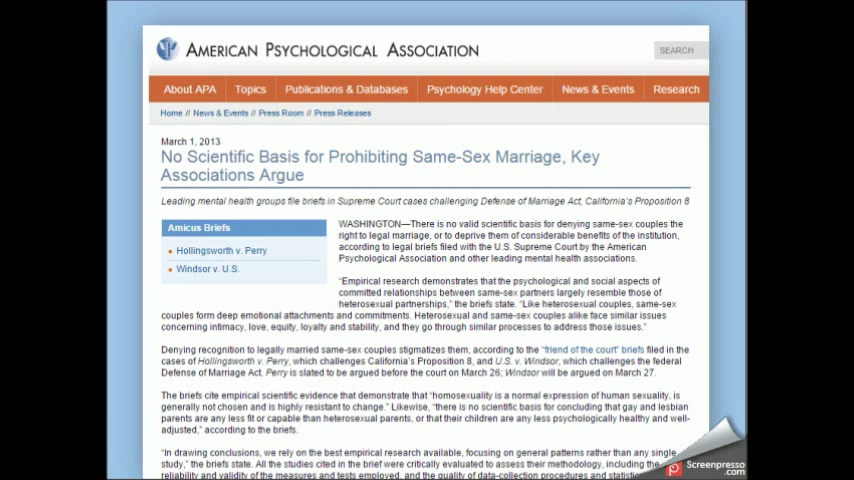 AMERICAN PSYCHOLOGICAL ASSOCIATION
SEARCH
About APA Topics Publications & Databases Psychology Help Center News & Events Research
Home // News & Events // Press Room // Press Releases
March 1, 2013
No Scientific Basis for Prohibiting Same-Sex Marriage, Key
Associations Argue
Leading mental health groups file briefs in Supreme Court cases challenging Defense of Marriage Act, California's Proposition 8
Amicus Briefs
Hollingsworth v. Perry
Windsor v. U.S.
WASHINGTON—There is no valid scientific basis for denying same-sex couples the
right to legal marriage, or to deprive them of considerable benefits of the institution,
according to legal briefs filed with the U.S. Supreme Court by the American
Psychological Association and other leading mental health associations.
"Empirical research demonstrates that the psychological and social aspects of
committed relationships between same-sex partners largely resemble those of
heterosexual partnerships," the briefs state. "Like heterosexual couples, same-sex
couples form deep emotional attachments and commitments. Heterosexual and same-sex couples alike face similar issues
concerning intimacy, love, equity, loyalty and stability, and they go through similar processes to address those issues."
Denying recognition to legally married same-sex couples stigmatizes them, according to the "friend of the court" briefs filed in the
cases of Hollingsworth v. Perry, which challenges California's Proposition 8, and U.S. v. Windsor, which challenges the federal
Defense of Marriage Act. Perry is slated to be argued before the court on March 26; Windsor will be argued on March 27.
The briefs cite empirical scientific evidence that demonstrate that "homosexuality is a normal expression of human sexuality, is
generally not chosen and is highly resistant to change." Likewise, "there is no scientific basis for concluding that gay and lesbian
parents are any less fit or capable than heterosexual parents, or that their children are any less psychologically healthy and well-
adjusted," according to the briefs.
"In drawing conclusions, we rely on the best empirical research available, focusing on general patterns rather than any single
study," the briefs state. All the studies cited in the brief were critically evaluated to assess their methodology, including the
reliability and validity of the measures and tests employed, and the quality of data-collection procedures and
Screenpresso
.com